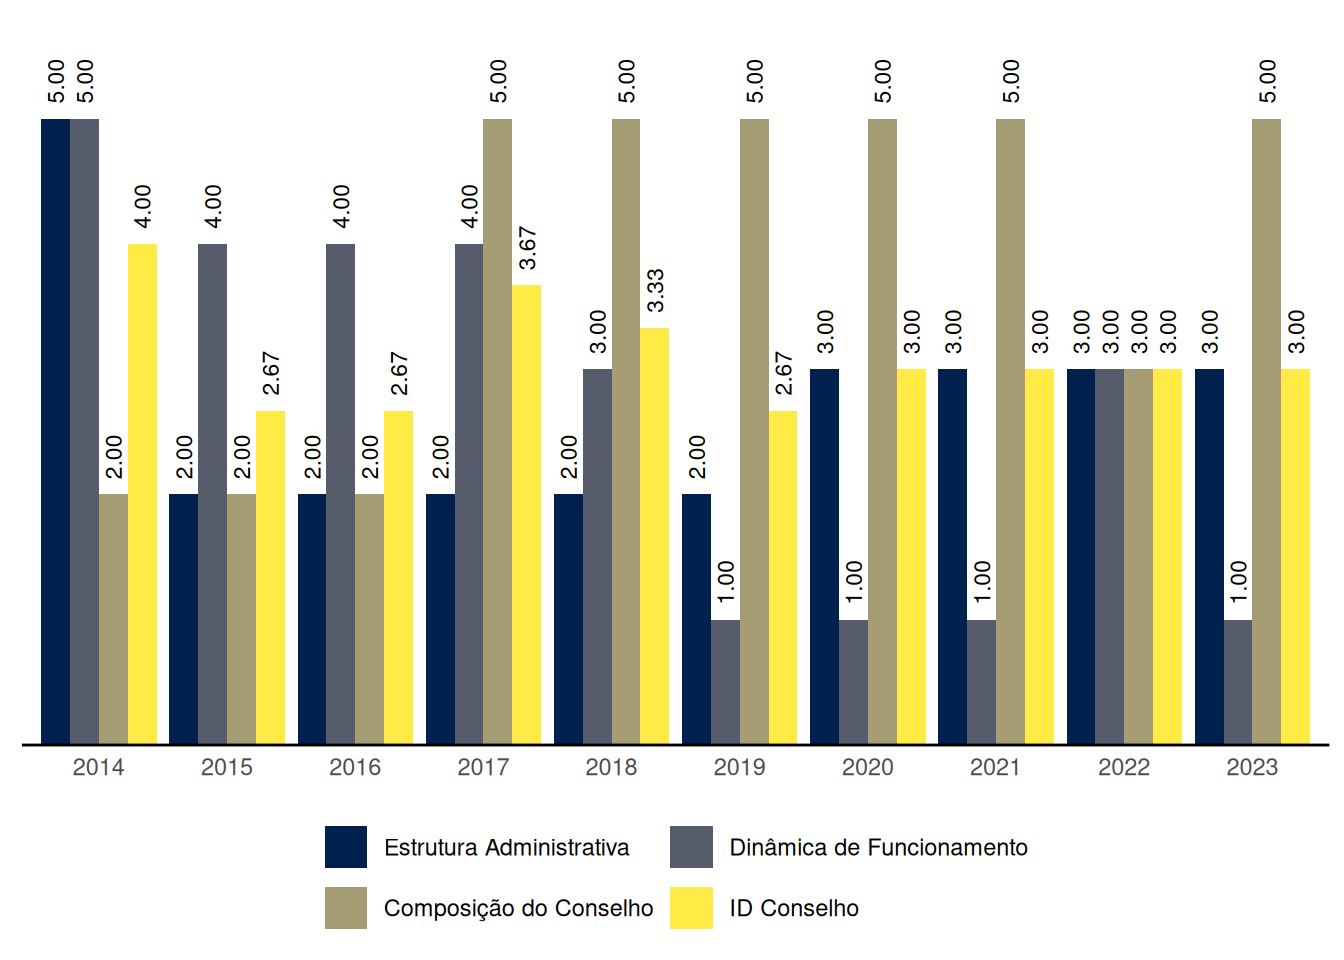 5.00 5.00 2.00 4.00
2.00 4.00 2.00 2.67
2.00 4.00 2.00 2.67
2.00 4.00 5.00 3.67
2.00 3.00 5.00 3.33
2.00 1.00 5.00 2.67
3.00 1.00 5.00 3.00
3.00 1.00 5.00 3.00
3.00 3.00 3.00 3.00
3.00 1.00 5.00 3.00
2014 2015 2016 2017 2018 2019 2020 2021 2022 2023
Estrutura Administrativa Dinâmica de Funcionamento
Composição do Conselho ID Conselho